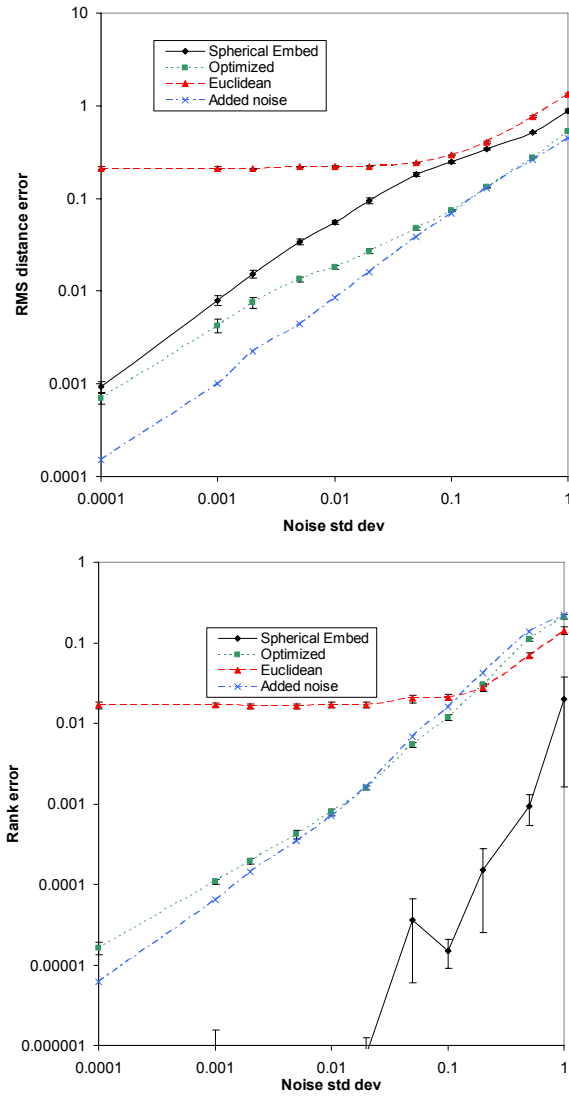 10
1
0.1
0.01
0.001
0.0001
RMS distance error
Spherical Embed
Optimized
Euclidean
Added noise
0.0001 0.001 0.01 0.1 1
Noise std dev
1
0.1
0.01
0.001
0.0001
0.00001
0.000001
Rank error
Spherical Embed
Optimized
Euclidean
Added noise
0.0001 0.001 0.01 0.1 1
Noise std dev